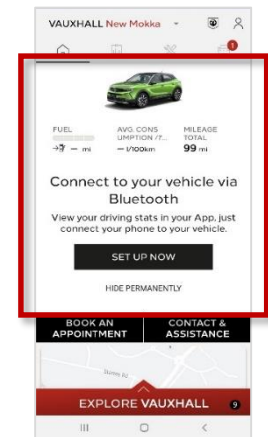 VAUXHALL New Mokka
1
FUEL
AVG. CONS
UMPTION /7...
MILEAGE
TOTAL
— mi
— l/100km
99 mi
Connect to your vehicle via
Bluetooth
View your driving stats in your App, just
connect your phone to your vehicle.
SET UP NOW
HIDE PERMANENTLY
BOOK AN
APPOINTMENT
CONTACT &
ASSISTANCE
EXPLORE VAUXHALL
9